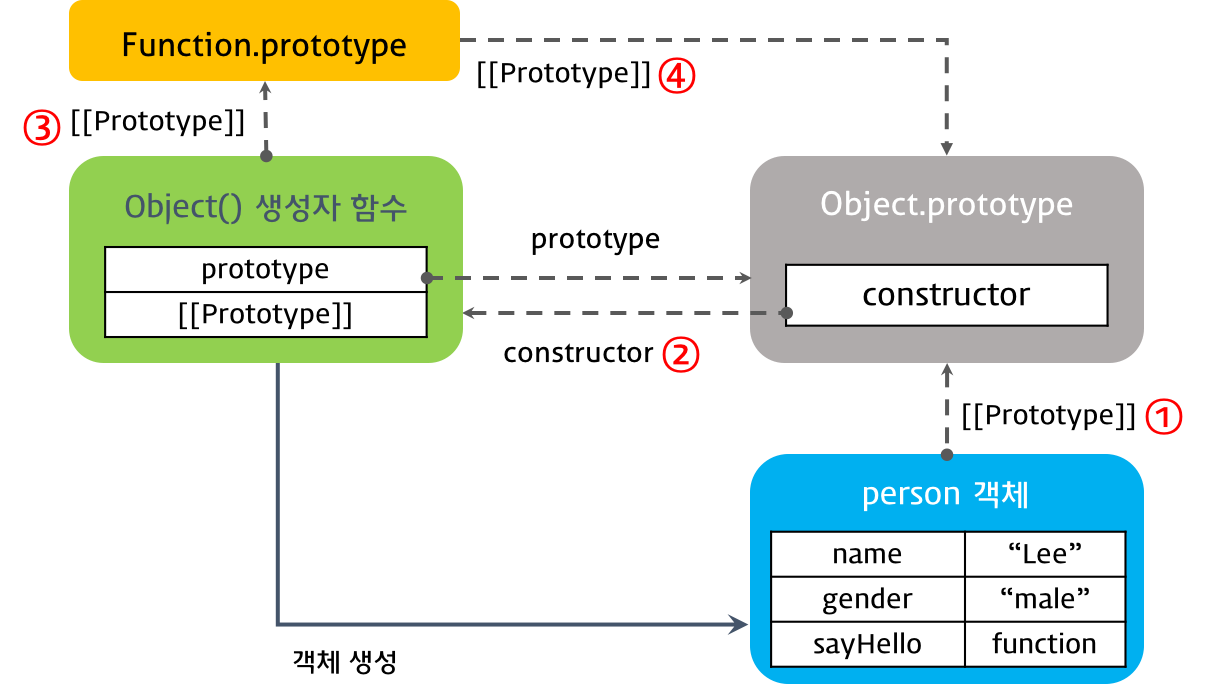 Function.prototype
[[Prototype]] ④
③ [[Prototype]]
Object() 생성자 함수
prototype
[[Prototype]]
prototype
constructor ②
Object.prototype
constructor
[[Prototype]] ①
person 객체
name “Lee”
gender “male”
sayHello function
객체 생성